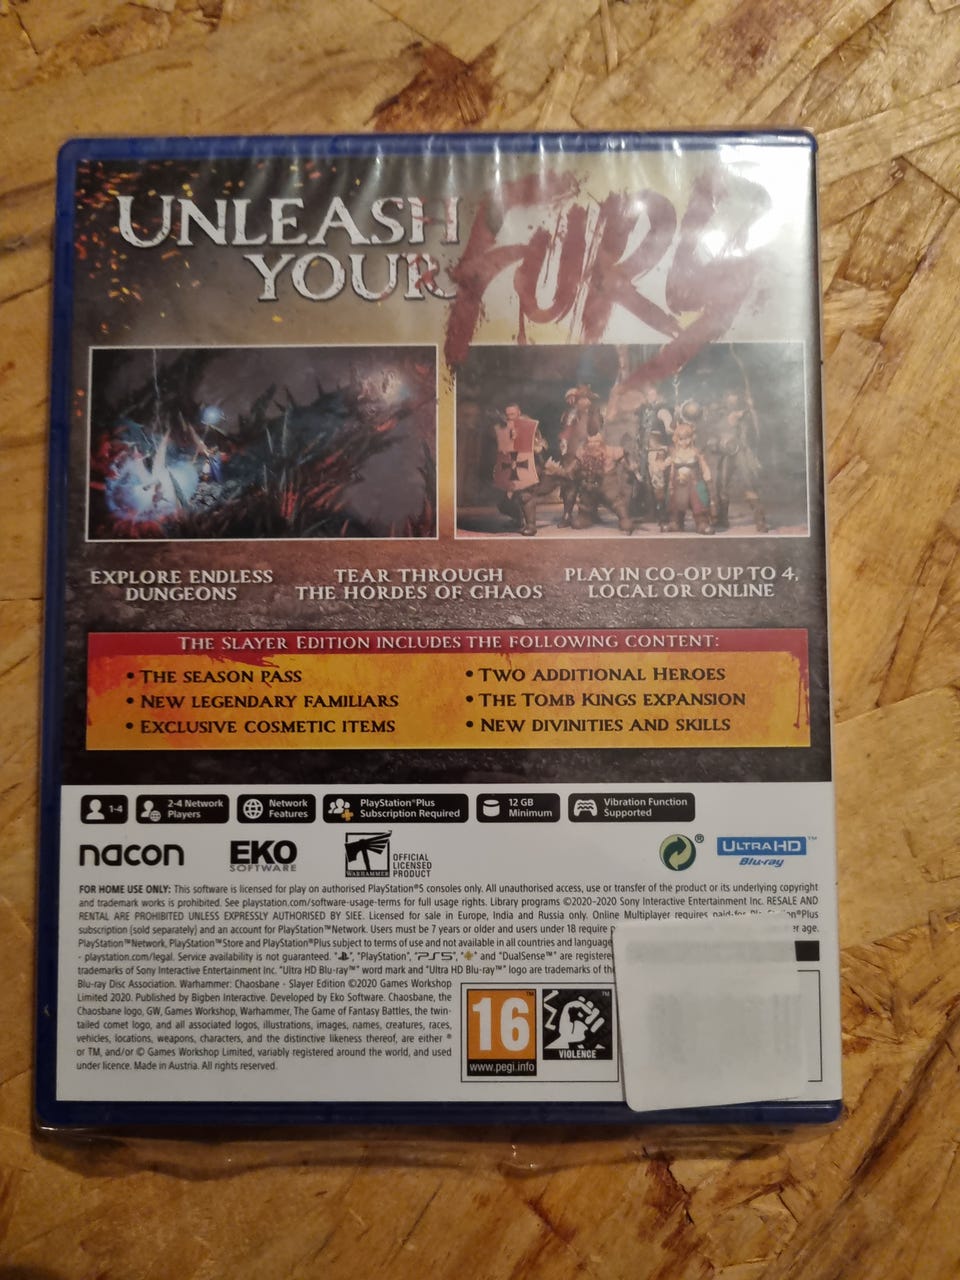 UNLEASH
YOUR FURY
EXPLORE ENDLESS
DUNGEONS
TEAR THROUGH
THE HORDES OF CHAOS
PLAY IN CO-OP UP TO 4,
LOCAL OR ONLINE
THE SLAYER EDITION INCLUDES THE FOLLOWING CONTENT:
• THE SEASON PASS
• NEW LEGENDARY FAMILIARS
• EXCLUSIVE COSMETIC ITEMS
• TWO ADDITIONAL HEROES
• THE TOMB KINGS EXPANSION
• NEW DIVINITIES AND SKILLS
1-4
2-4 Network
Players
Network
Features
PlayStation®Plus
Subscription Required
12 GB
Minimum
Vibration Function
Supported
nacon
EKO
SOFTWARE
WARHAMMER
OFFICIAL
LICENSED
PRODUCT
®
ULTRA HD™
Blu-ray
FOR HOME USE ONLY: This software is licensed for play on authorised PlayStation®5 consoles only. All unauthorised access, use or transfer of the product or its underlying copyright
and trademark works is prohibited. See playstation.com/software-usage-terms for full usage rights. Library programs ©2020-2020 Sony Interactive Entertainment Inc. RESALE AND
RENTAL ARE PROHIBITED UNLESS EXPRESSLY AUTHORISED BY SIEE. Licensed for sale in Europe, India and Russia only. Online Multiplayer requires
subscription (sold separately) and an account for PlayStation™Network. Users must be 7 years or older and users under 18 require
er age.
PlayStation™Network, PlayStation™Store and PlayStation®Plus subject to terms of use and not available in all countries and language
- playstation.com/legal. Service availability is not guaranteed. "PlayStation", "PS5", and "DualSense™" are registere
trademarks of Sony Interactive Entertainment Inc. "Ultra HD Blu-ray™" word mark and "Ultra HD Blu-ray™" logo are trademarks of the
Blu-ray Disc Association. Warhammer: Chaosbane - Slayer Edition ©2020 Games Workshop
Limited 2020. Published by Bigben Interactive. Developed by Eko Software. Chaosbane, the
Chaosbane logo, GW, Games Workshop, Warhammer, The Game of Fantasy Battles, the twin-
tailed comet logo, and all associated logos, illustrations, images, names, creatures, races,
vehicles, locations, weapons, characters, and the distinctive likeness thereof, are either ®
or TM, and/or © Games Workshop Limited, variably registered around the world, and used
under licence. Made in Austria. All rights reserved.
16™
www.pegi.info
™
VIOLENCE